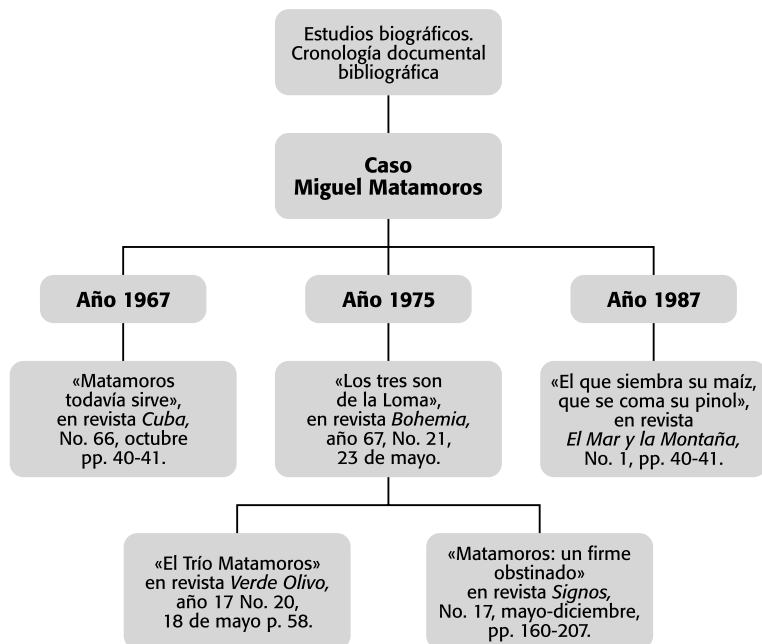 Estudios biográficos.
Cronología documental
bibliográfica
Caso
Miguel Matamoros
Año 1967
Año 1975
Año 1987
«Matamoros
todavía sirve»,
en revista Cuba,
No. 66, octubre
pp. 40-41.
«Los tres son
de la Loma»,
en revista Bohemia,
año 67, No. 21,
23 de mayo.
«El que siembra su maíz,
que se coma su pinol»,
en revista
El Mar y la Montaña,
No. 1, pp. 40-41.
«El Trío Matamoros»
en revista Verde Olivo,
año 17 No. 20,
18 de mayo p. 58.
«Matamoros: un firme
obstinado»
en revista Signos,
No. 17, mayo-diciembre,
pp. 160-207.